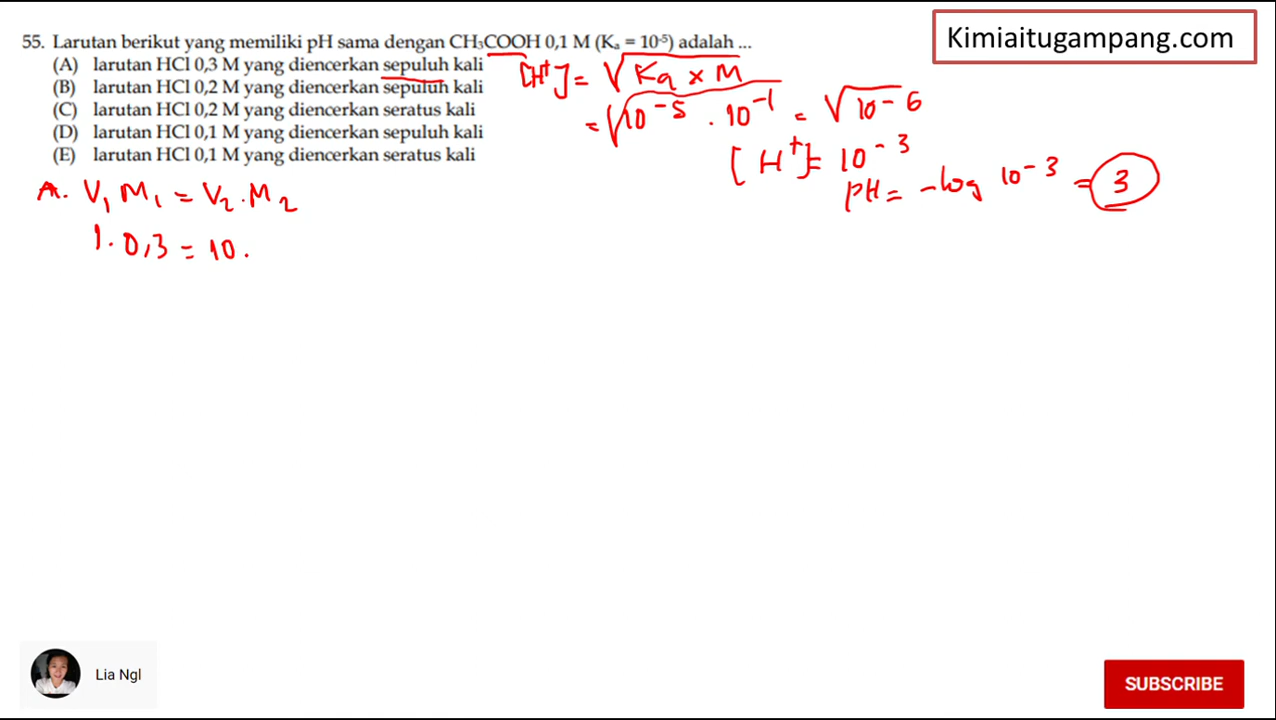 Kimiaitugampang.com
55. Larutan berikut yang memiliki pH sama dengan CH₃COOH 0,1 M (Kₐ = 10⁻⁵) adalah ...
(A) larutan HCl 0,3 M yang diencerkan sepuluh kali
(B) larutan HCl 0,2 M yang diencerkan sepuluh kali
(C) larutan HCl 0,2 M yang diencerkan seratus kali
(D) larutan HCl 0,1 M yang diencerkan sepuluh kali
(E) larutan HCl 0,1 M yang diencerkan seratus kali
[H⁺] = √Ka x M
= √10⁻⁵ . 10⁻¹ = √10⁻⁶
[H⁺] = 10⁻³
pH = -log 10⁻³ = 3
A. V₁ M₁ = V₂ . M₂
1 . 0,3 = 10 .
Lia Ngl
SUBSCRIBE